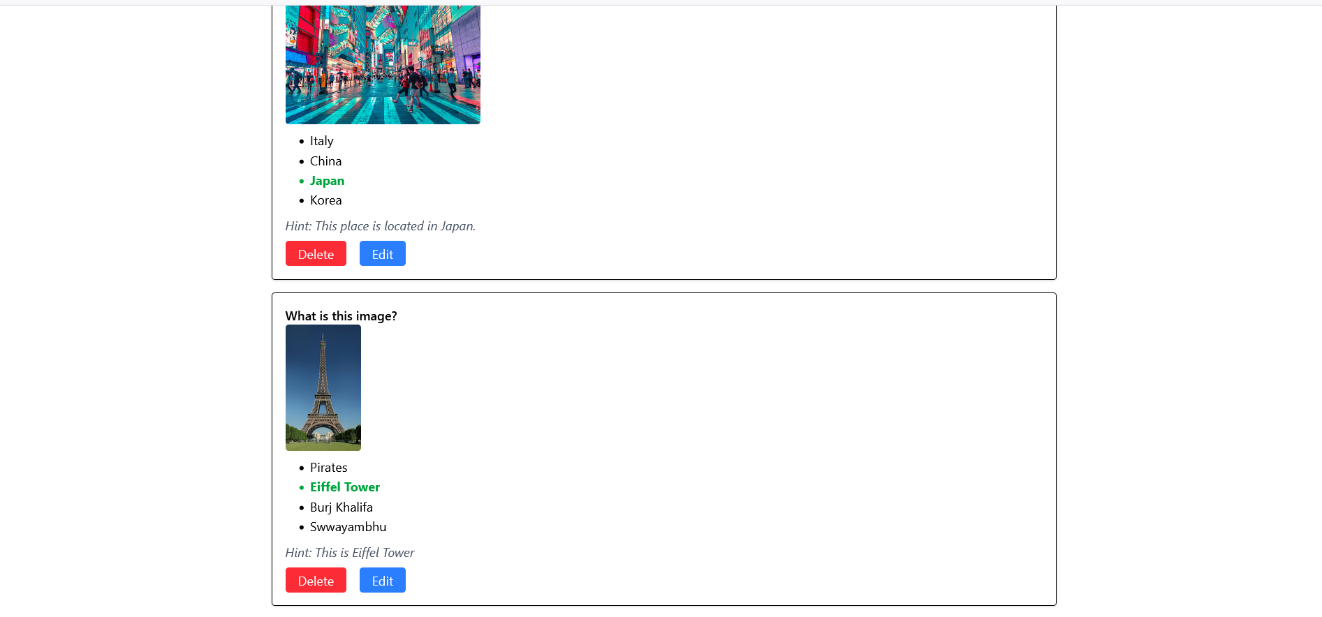 Italy
China
Japan
Korea
Hint: This place is located in Japan.
Delete Edit
What is this image?
Pirates
Eiffel Tower
Burj Khalifa
Swwayambhu
Hint: This is Eiffel Tower
Delete Edit